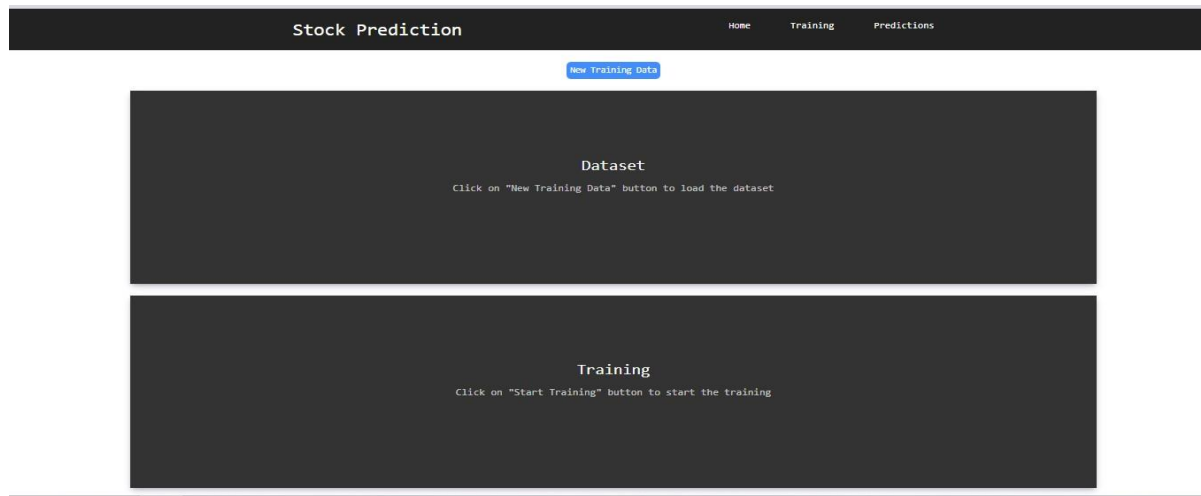 Stock Prediction Home Training Predictions
New Training Data
Dataset
Click on "New Training Data" button to load the dataset
Training
Click on "Start Training" button to start the training